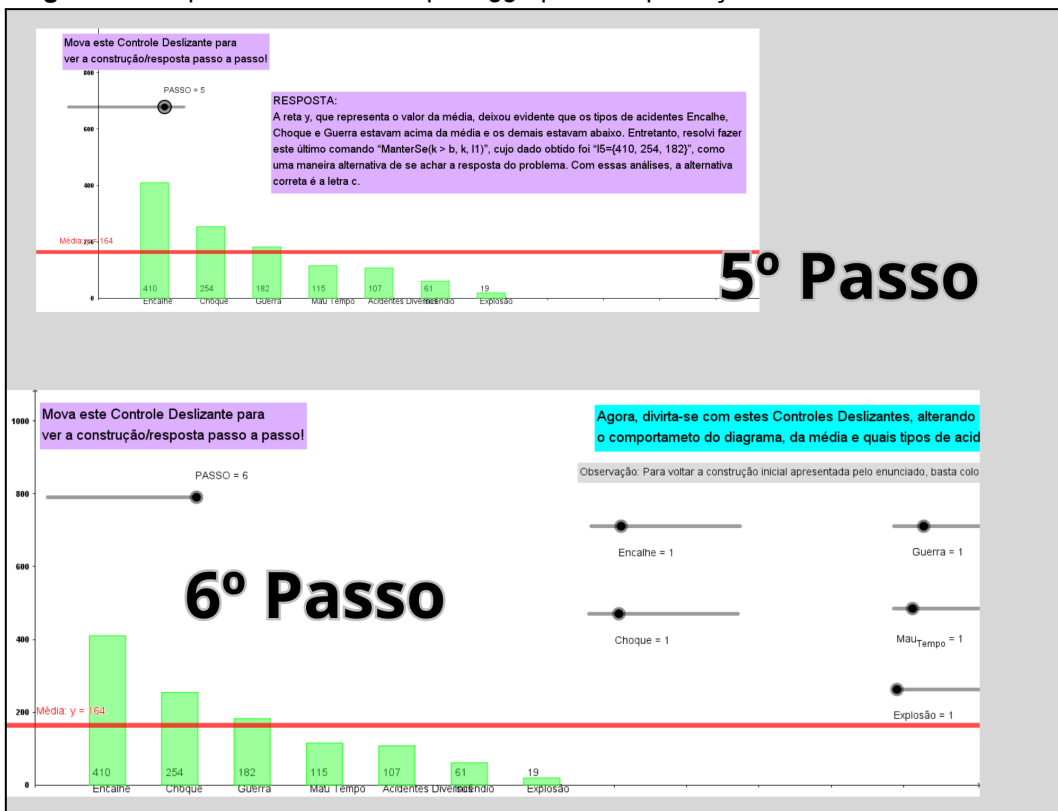 Mova este Controle Deslizante para
ver a construção/resposta passo a passo!
800
PASSO = 5
RESPOSTA:
A reta y, que representa o valor da média, deixou evidente que os tipos de acidentes Encalhe,
Choque e Guerra estavam acima da média e os demais estavam abaixo. Entretanto, resolvi fazer
este último comando “ManterSe(k > b, k, l1)”, cujo dado obtido foi “l5={410, 254, 182}”, como
uma maneira alternativa de se achar a resposta do problema. Com essas análises, a alternativa
correta é a letra c.
600
400
Média: y = 164
200
5º Passo
410 254 182 115 107 61 19
0
Encalhe Choque Guerra Mau Tempo Acidentes Diversos Incêndio Explosão
Mova este Controle Deslizante para
ver a construção/resposta passo a passo!
Agora, divirta-se com estes Controles Deslizantes, alterando
o comportameto do diagrama, da média e quais tipos de acid
1000
Observação: Para voltar a construção inicial apresentada pelo enunciado, basta colo
PASSO = 6
800
Encalhe = 1 Guerra = 1
600
6º Passo
Choque = 1 Mau Tempo = 1
400
200
Média: y = 164
Explosão = 1
410 254 182 115 107 61 19
0
Encalhe Choque Guerra Mau Tempo Acidentes Diversos Incêndio Explosão